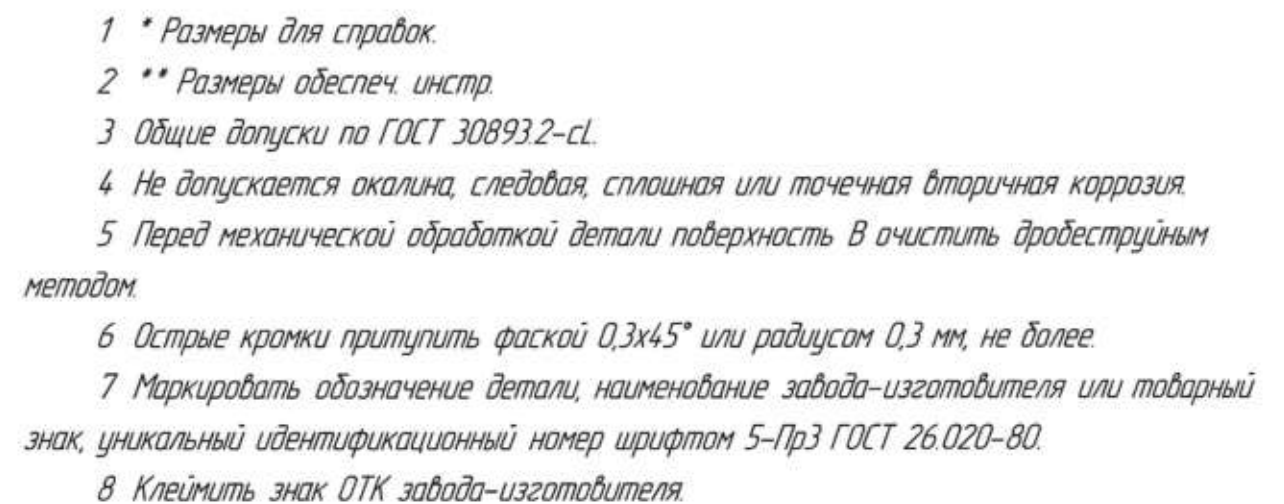 1 * Размеры для справок.
2 ** Размеры обеспеч. инстр.
3 Общие допуски по ГОСТ 30893.2-cL.
4 Не допускается окалина, следовая, сплошная или точечная вторичная коррозия.
5 Перед механической обработкой детали поверхность В очистить дробеструйным
методом.
6 Острые кромки притупить фаской 0,3х45° или радиусом 0,3 мм, не более.
7 Маркировать обозначение детали, наименование завода-изготовителя или товарный
знак, уникальный идентификационный номер шрифтом 5-Пр3 ГОСТ 26.020-80.
8 Клеймить знак ОТК завода-изготовителя.